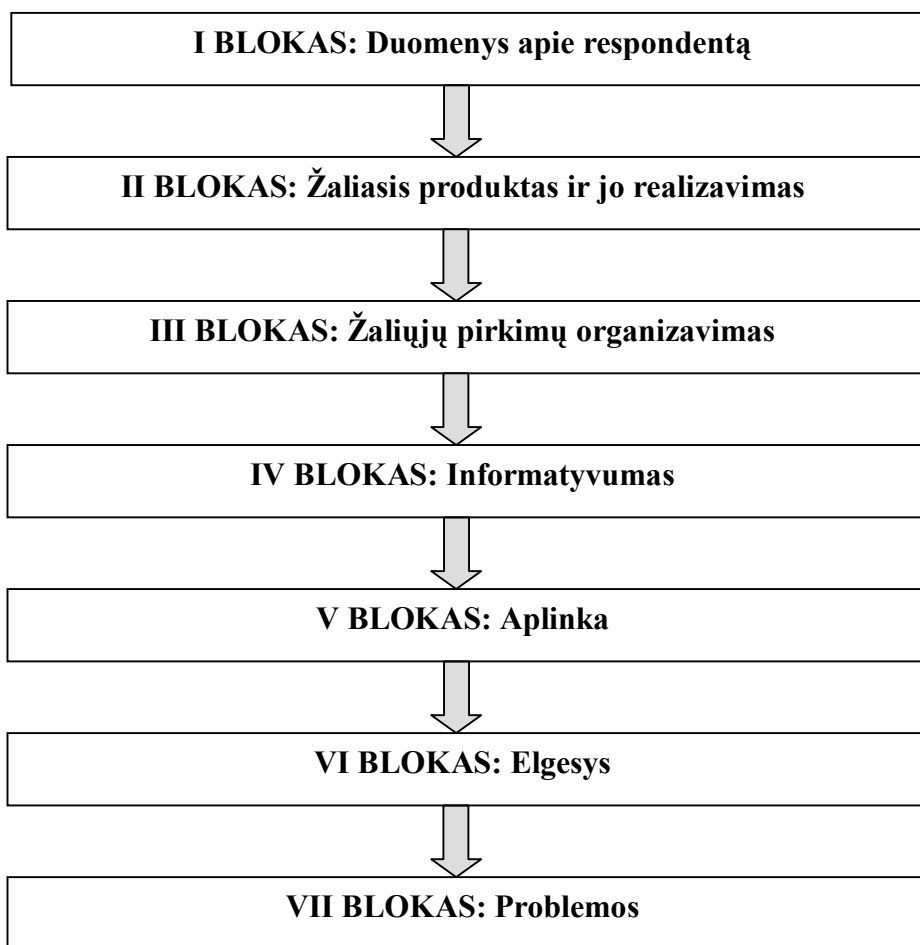 I BLOKAS: Duomenys apie respondentą
II BLOKAS: Žaliasis produktas ir jo realizavimas
III BLOKAS: Žaliųjų pirkimų organizavimas
IV BLOKAS: Informatyvumas
V BLOKAS: Aplinka
VI BLOKAS: Elgesys
VII BLOKAS: Problemos